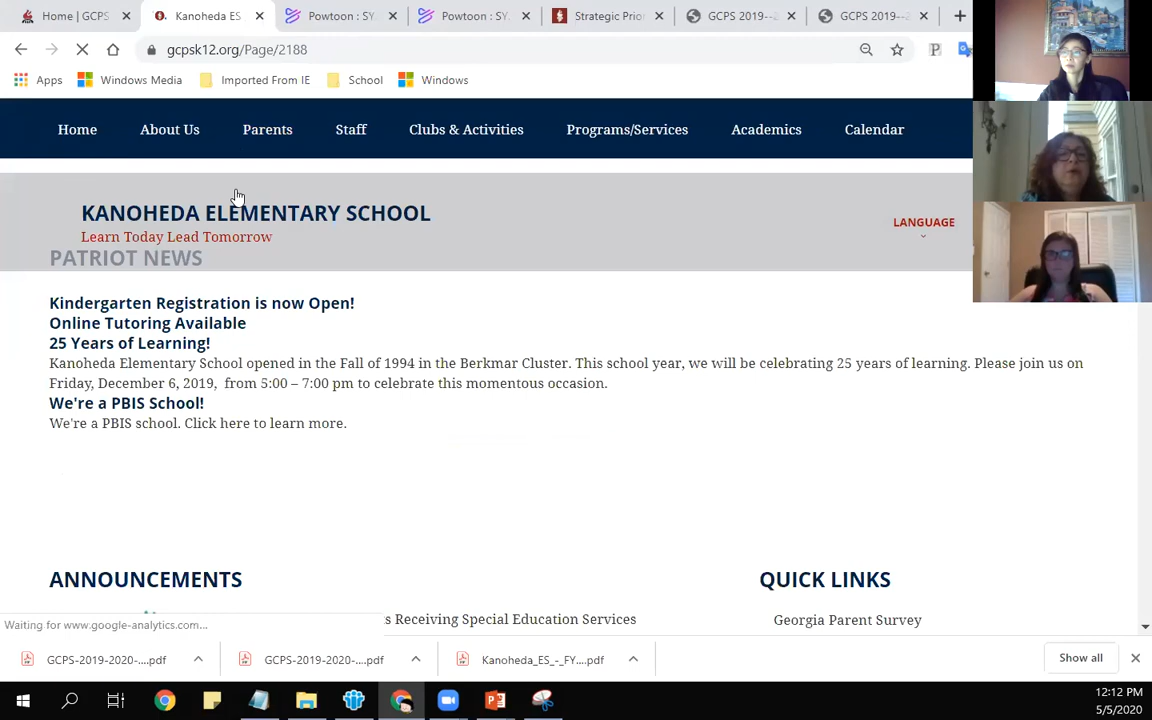 Home | GCPS
Kanoheda ES
Powtoon : SY
Powtoon : SY
Strategic Prior
GCPS 2019--2
GCPS 2019--2
gcpsk12.org/Page/2188
Apps
Windows Media
Imported From IE
School
Windows
Home
About Us
Parents
Staff
Clubs & Activities
Programs/Services
Academics
Calendar
KANOHEDA ELEMENTARY SCHOOL
Learn Today Lead Tomorrow
LANGUAGE
PATRIOT NEWS
Kindergarten Registration is now Open!
Online Tutoring Available
25 Years of Learning!
Kanoheda Elementary School opened in the Fall of 1994 in the Berkmar Cluster. This school year, we will be celebrating 25 years of learning. Please join us on
Friday, December 6, 2019, from 5:00 – 7:00 pm to celebrate this momentous occasion.
We're a PBIS School!
We're a PBIS school. Click here to learn more.
ANNOUNCEMENTS
QUICK LINKS
s Receiving Special Education Services
Georgia Parent Survey
Waiting for www.google-analytics.com...
GCPS-2019-2020-....pdf
GCPS-2019-2020-....pdf
Kanoheda_ES_-_FY....pdf
Show all
12:12 PM
5/5/2020